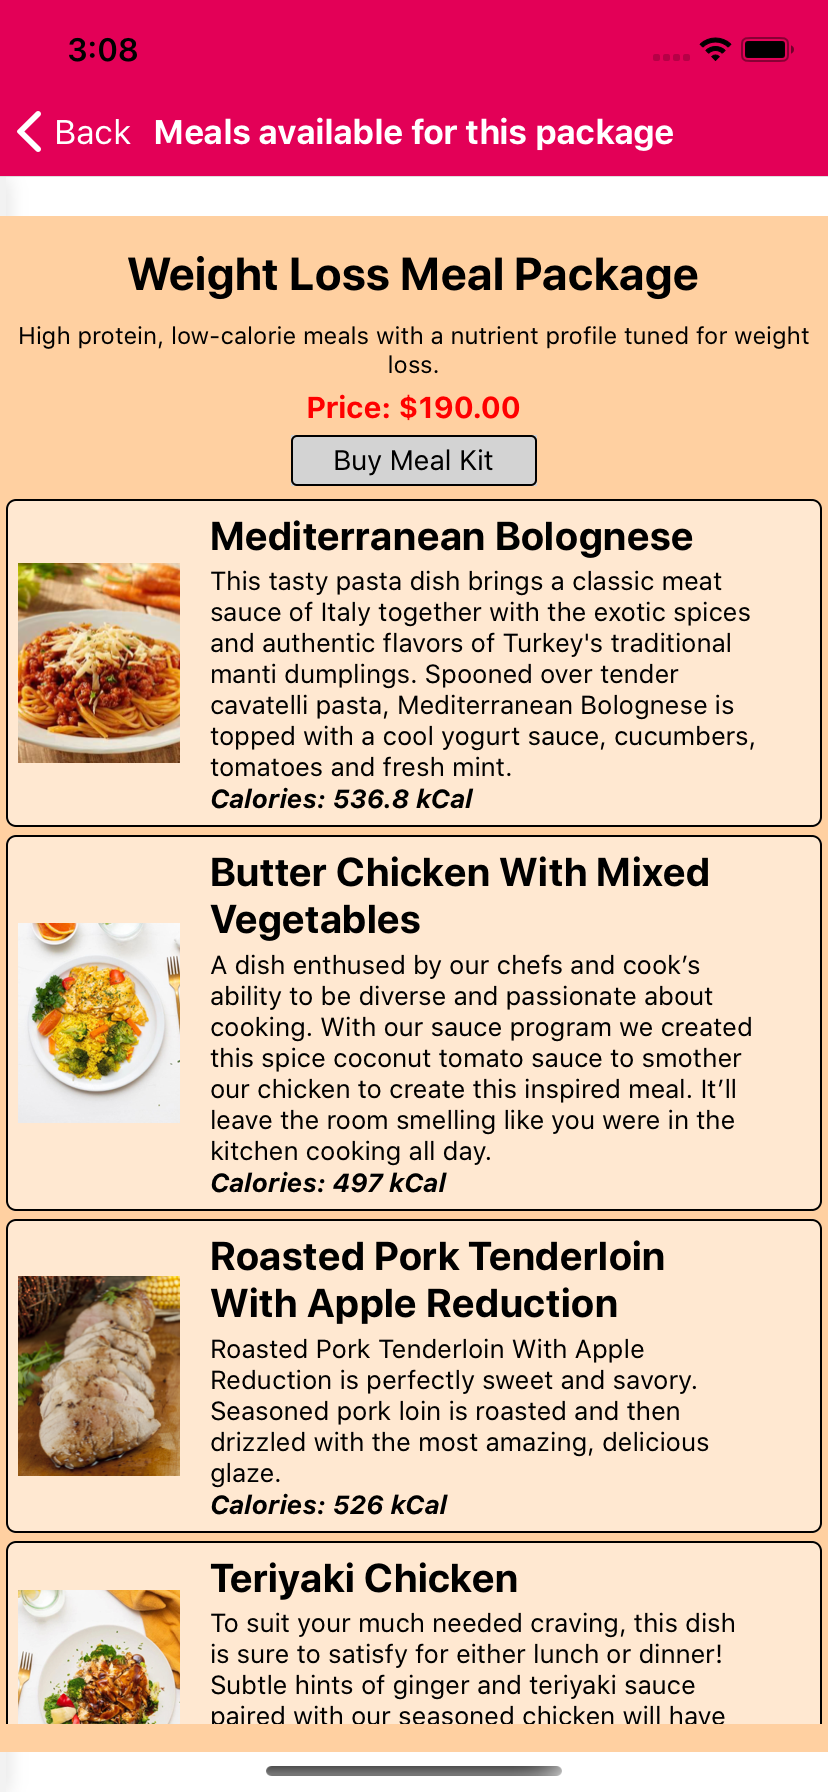 3:08
Back Meals available for this package
Weight Loss Meal Package
High protein, low-calorie meals with a nutrient profile tuned for weight
loss.
Price: $190.00
Buy Meal Kit
Mediterranean Bolognese
This tasty pasta dish brings a classic meat
sauce of Italy together with the exotic spices
and authentic flavors of Turkey's traditional
manti dumplings. Spooned over tender
cavatelli pasta, Mediterranean Bolognese is
topped with a cool yogurt sauce, cucumbers,
tomatoes and fresh mint.
Calories: 536.8 kCal
Butter Chicken With Mixed
Vegetables
A dish enthused by our chefs and cook’s
ability to be diverse and passionate about
cooking. With our sauce program we created
this spice coconut tomato sauce to smother
our chicken to create this inspired meal. It’ll
leave the room smelling like you were in the
kitchen cooking all day.
Calories: 497 kCal
Roasted Pork Tenderloin
With Apple Reduction
Roasted Pork Tenderloin With Apple
Reduction is perfectly sweet and savory.
Seasoned pork loin is roasted and then
drizzled with the most amazing, delicious
glaze.
Calories: 526 kCal
Teriyaki Chicken
To suit your much needed craving, this dish
is sure to satisfy for either lunch or dinner!
Subtle hints of ginger and teriyaki sauce
paired with our seasoned chicken will have